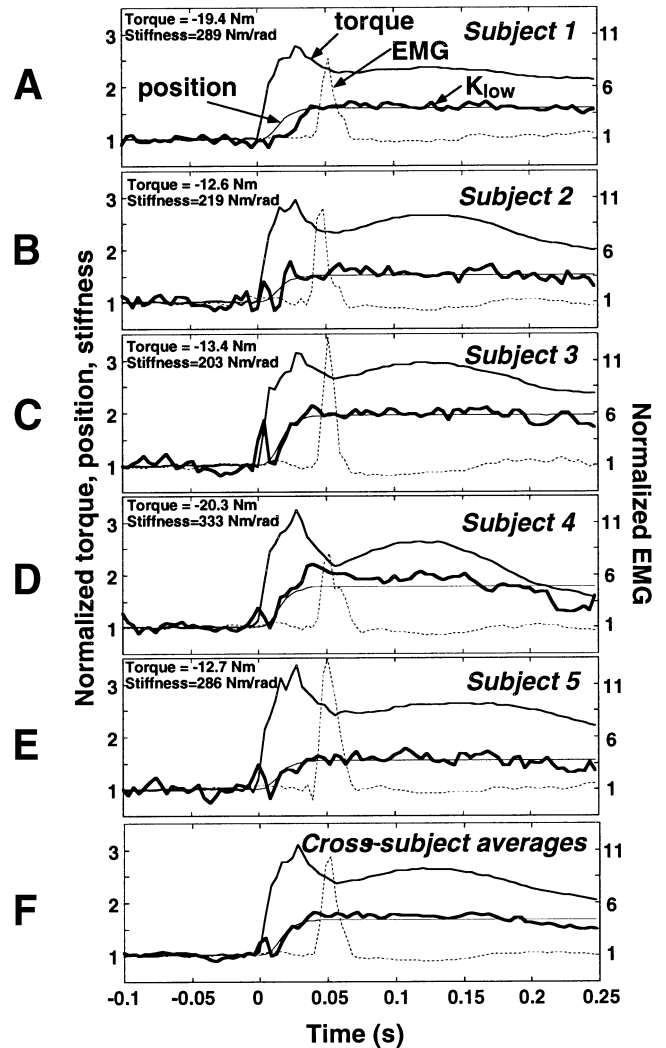 A
Torque = -19.4 Nm
Stiffness= 289 Nm/rad
torque
Subject 1
EMG
position
Klow
3
2
1
11
6
1
B
Torque = -12.6 Nm
Stiffness=219 Nm/rad
Subject 2
3
2
1
11
6
1
C
Torque = -13.4 Nm
Stiffness=203 Nm/rad
Subject 3
3
2
1
11
6
1
D
Torque = -20.3 Nm
Stiffness=333 Nm/rad
Subject 4
3
2
1
11
6
1
E
Torque = -12.7 Nm
Stiffness=286 Nm/rad
Subject 5
3
2
1
11
6
1
F
Cross-subject averages
3
2
1
11
6
1
-0.1 -0.05 0 0.05 0.1 0.15 0.2 0.25
Time (s)
Normalized torque, position, stiffness
Normalized EMG